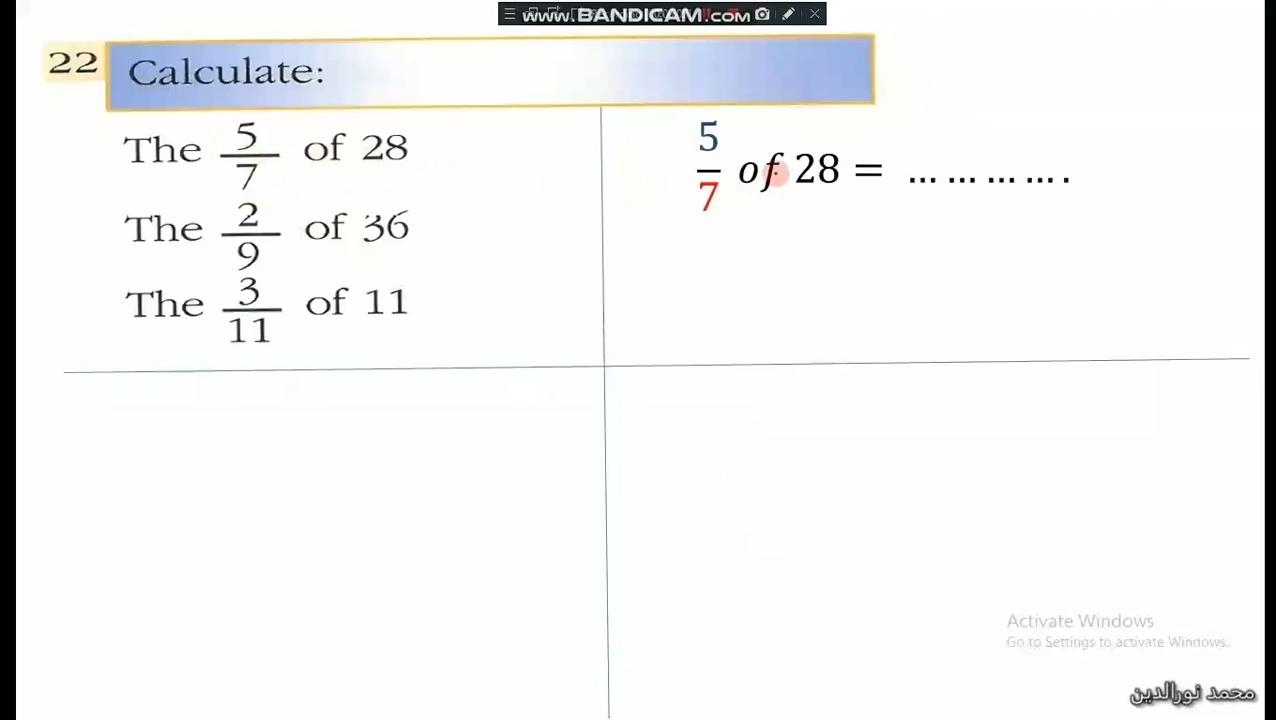 www.BANDICAM.com
22 Calculate:
The 5/7 of 28
The 2/9 of 36
The 3/11 of 11
5/7 of 28 = … … … … .
Activate Windows
Go to Settings to activate Windows.
محمد نورالدين